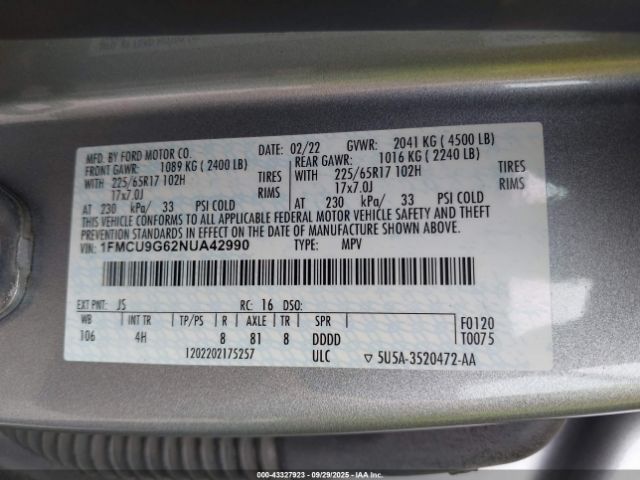 MFD. BY FORD MOTOR CO. DATE: 02/22 GVWR: 2041 KG ( 4500 LB)
FRONT GAWR: 1089 KG ( 2400 LB) REAR GAWR: 1016 KG ( 2240 LB)
WITH 225/65R17 102H TIRES WITH 225/65R17 102H TIRES
17x7.0J RIMS 17x7.0J RIMS
AT 230 kPa/ 33 PSI COLD AT 230 kPa/ 33 PSI COLD
THIS VEHICLE CONFORMS TO ALL APPLICABLE FEDERAL MOTOR VEHICLE SAFETY AND THEFT
PREVENTION STANDARDS IN EFFECT ON THE DATE OF MANUFACTURE SHOWN ABOVE.
VIN: 1FMCU9G62NUA42990 TYPE: MPV
EXT PNT: JS RC: 16 DSO:
WB INT TR TP/PS R AXLE TR SPR F0120
106 4H 8 81 8 DDDD T0075
1202202175257 ULC ▽ 5U5A-3520472-AA
000-43327923 - 09/29/2025 - Copyright IAA, Inc.